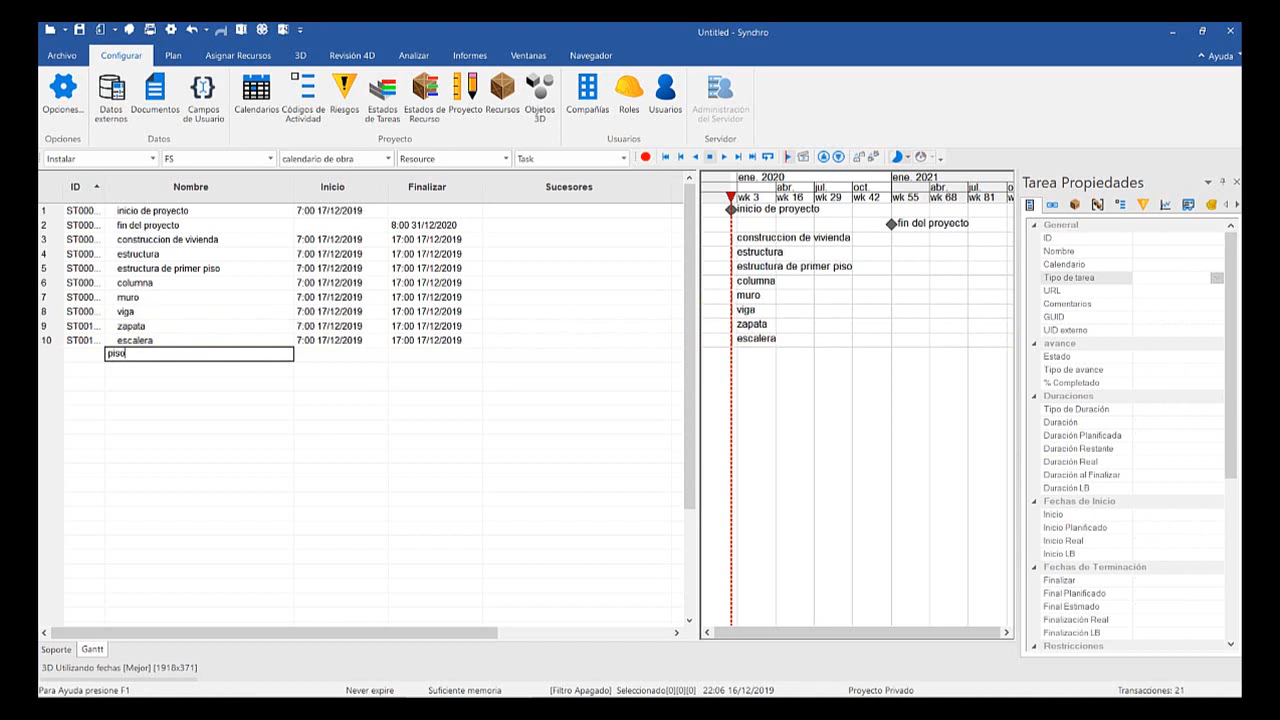 Untitled - Synchro
Archivo Configurar Plan Asignar Recursos 3D Revisión 4D Analizar Informes Ventanas Navegador Ayuda
Opciones... Datos externos Documentos Campos de Usuario Calendarios Códigos de Actividad Riesgos Estados de Tareas Estados de Recurso Proyecto Recursos Objetos 3D Compañías Roles Usuarios Administración del Servidor
Opciones Datos Proyecto Usuarios Servidor
Instalar FS calendario de obra Resource Task
ID Nombre Inicio Finalizar Sucesores
1 ST000... inicio de proyecto 7:00 17/12/2019
2 ST000... fin del proyecto 8:00 31/12/2020
3 ST000... construccion de vivienda 7:00 17/12/2019 17:00 17/12/2019
4 ST000... estructura 7:00 17/12/2019 17:00 17/12/2019
5 ST000... estructura de primer piso 7:00 17/12/2019 17:00 17/12/2019
6 ST000... columna 7:00 17/12/2019 17:00 17/12/2019
7 ST000... muro 7:00 17/12/2019 17:00 17/12/2019
8 ST000... viga 7:00 17/12/2019 17:00 17/12/2019
9 ST001... zapata 7:00 17/12/2019 17:00 17/12/2019
10 ST001... escalera 7:00 17/12/2019 17:00 17/12/2019
piso
ene. 2020 ene. 2021
abr. jul. oct. abr. jul. o
wk 3 wk 16 wk 29 wk 42 wk 55 wk 68 wk 81 w
inicio de proyecto
fin del proyecto
construccion de vivienda
estructura
estructura de primer piso
columna
muro
viga
zapata
escalera
Tarea Propiedades
General
ID
Nombre
Calendario
Tipo de tarea
URL
Comentarios
GUID
UID externo
avance
Estado
Tipo de avance
% Completado
Duraciones
Tipo de Duración
Duración
Duración Planificada
Duración Restante
Duración Real
Duración al Finalizar
Duración LB
Fechas de Inicio
Inicio
Inicio Planificado
Inicio Real
Inicio LB
Fechas de Terminación
Finalizar
Final Planificado
Final Estimado
Finalización Real
Finalización LB
Restricciones
Soporte Gantt
3D Utilizando fechas [Mejor] [1918x371]
Para Ayuda presione F1 Never expire Suficiente memoria [Filtro Apagado] Seleccionado[0][0][0] 22:06 16/12/2019 Proyecto Privado Transacciones: 21